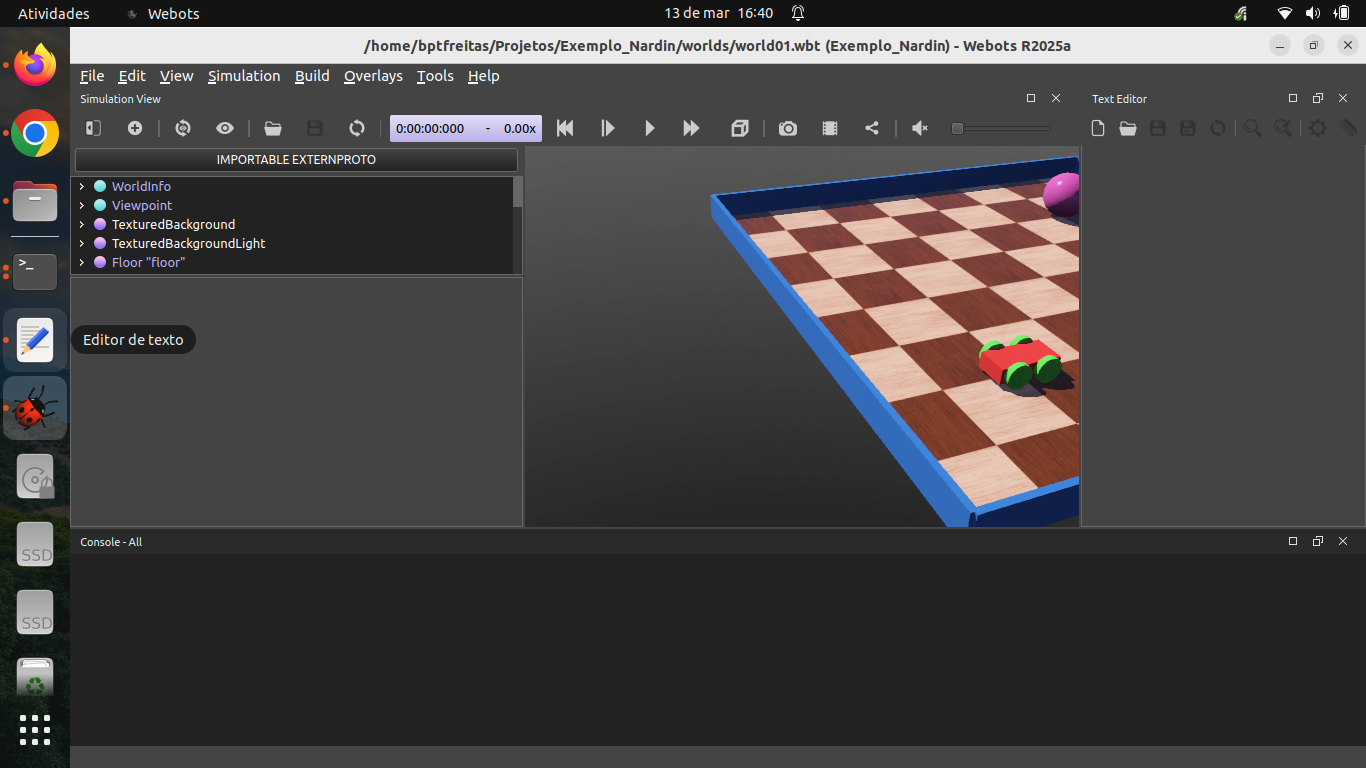 Atividades Webots 13 de mar 16:40
/home/bptfreitas/Projetos/Exemplo_Nardin/worlds/world01.wbt (Exemplo_Nardin) - Webots R2025a
File Edit View Simulation Build Overlays Tools Help
Simulation View
Text Editor
0:00:00:000 - 0.00x
IMPORTABLE EXTERNPROTO
WorldInfo
Viewpoint
TexturedBackground
TexturedBackgroundLight
Floor "floor"
>_
Editor de texto
SSD
SSD
Console - All